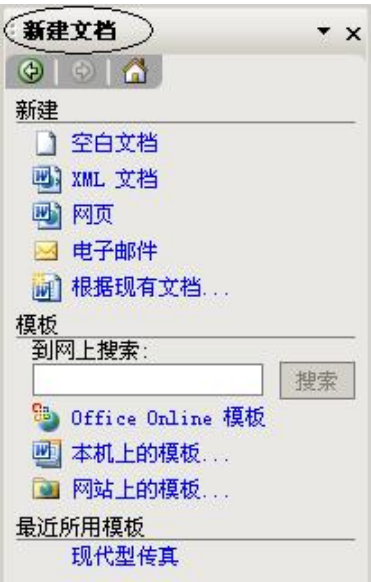 新建文档
新建
空白文档
XML 文档
网页
电子邮件
根据现有文档...
模板
到网上搜索:
搜索
Office Online 模板
本机上的模板...
网站上的模板...
最近所用模板
现代型传真